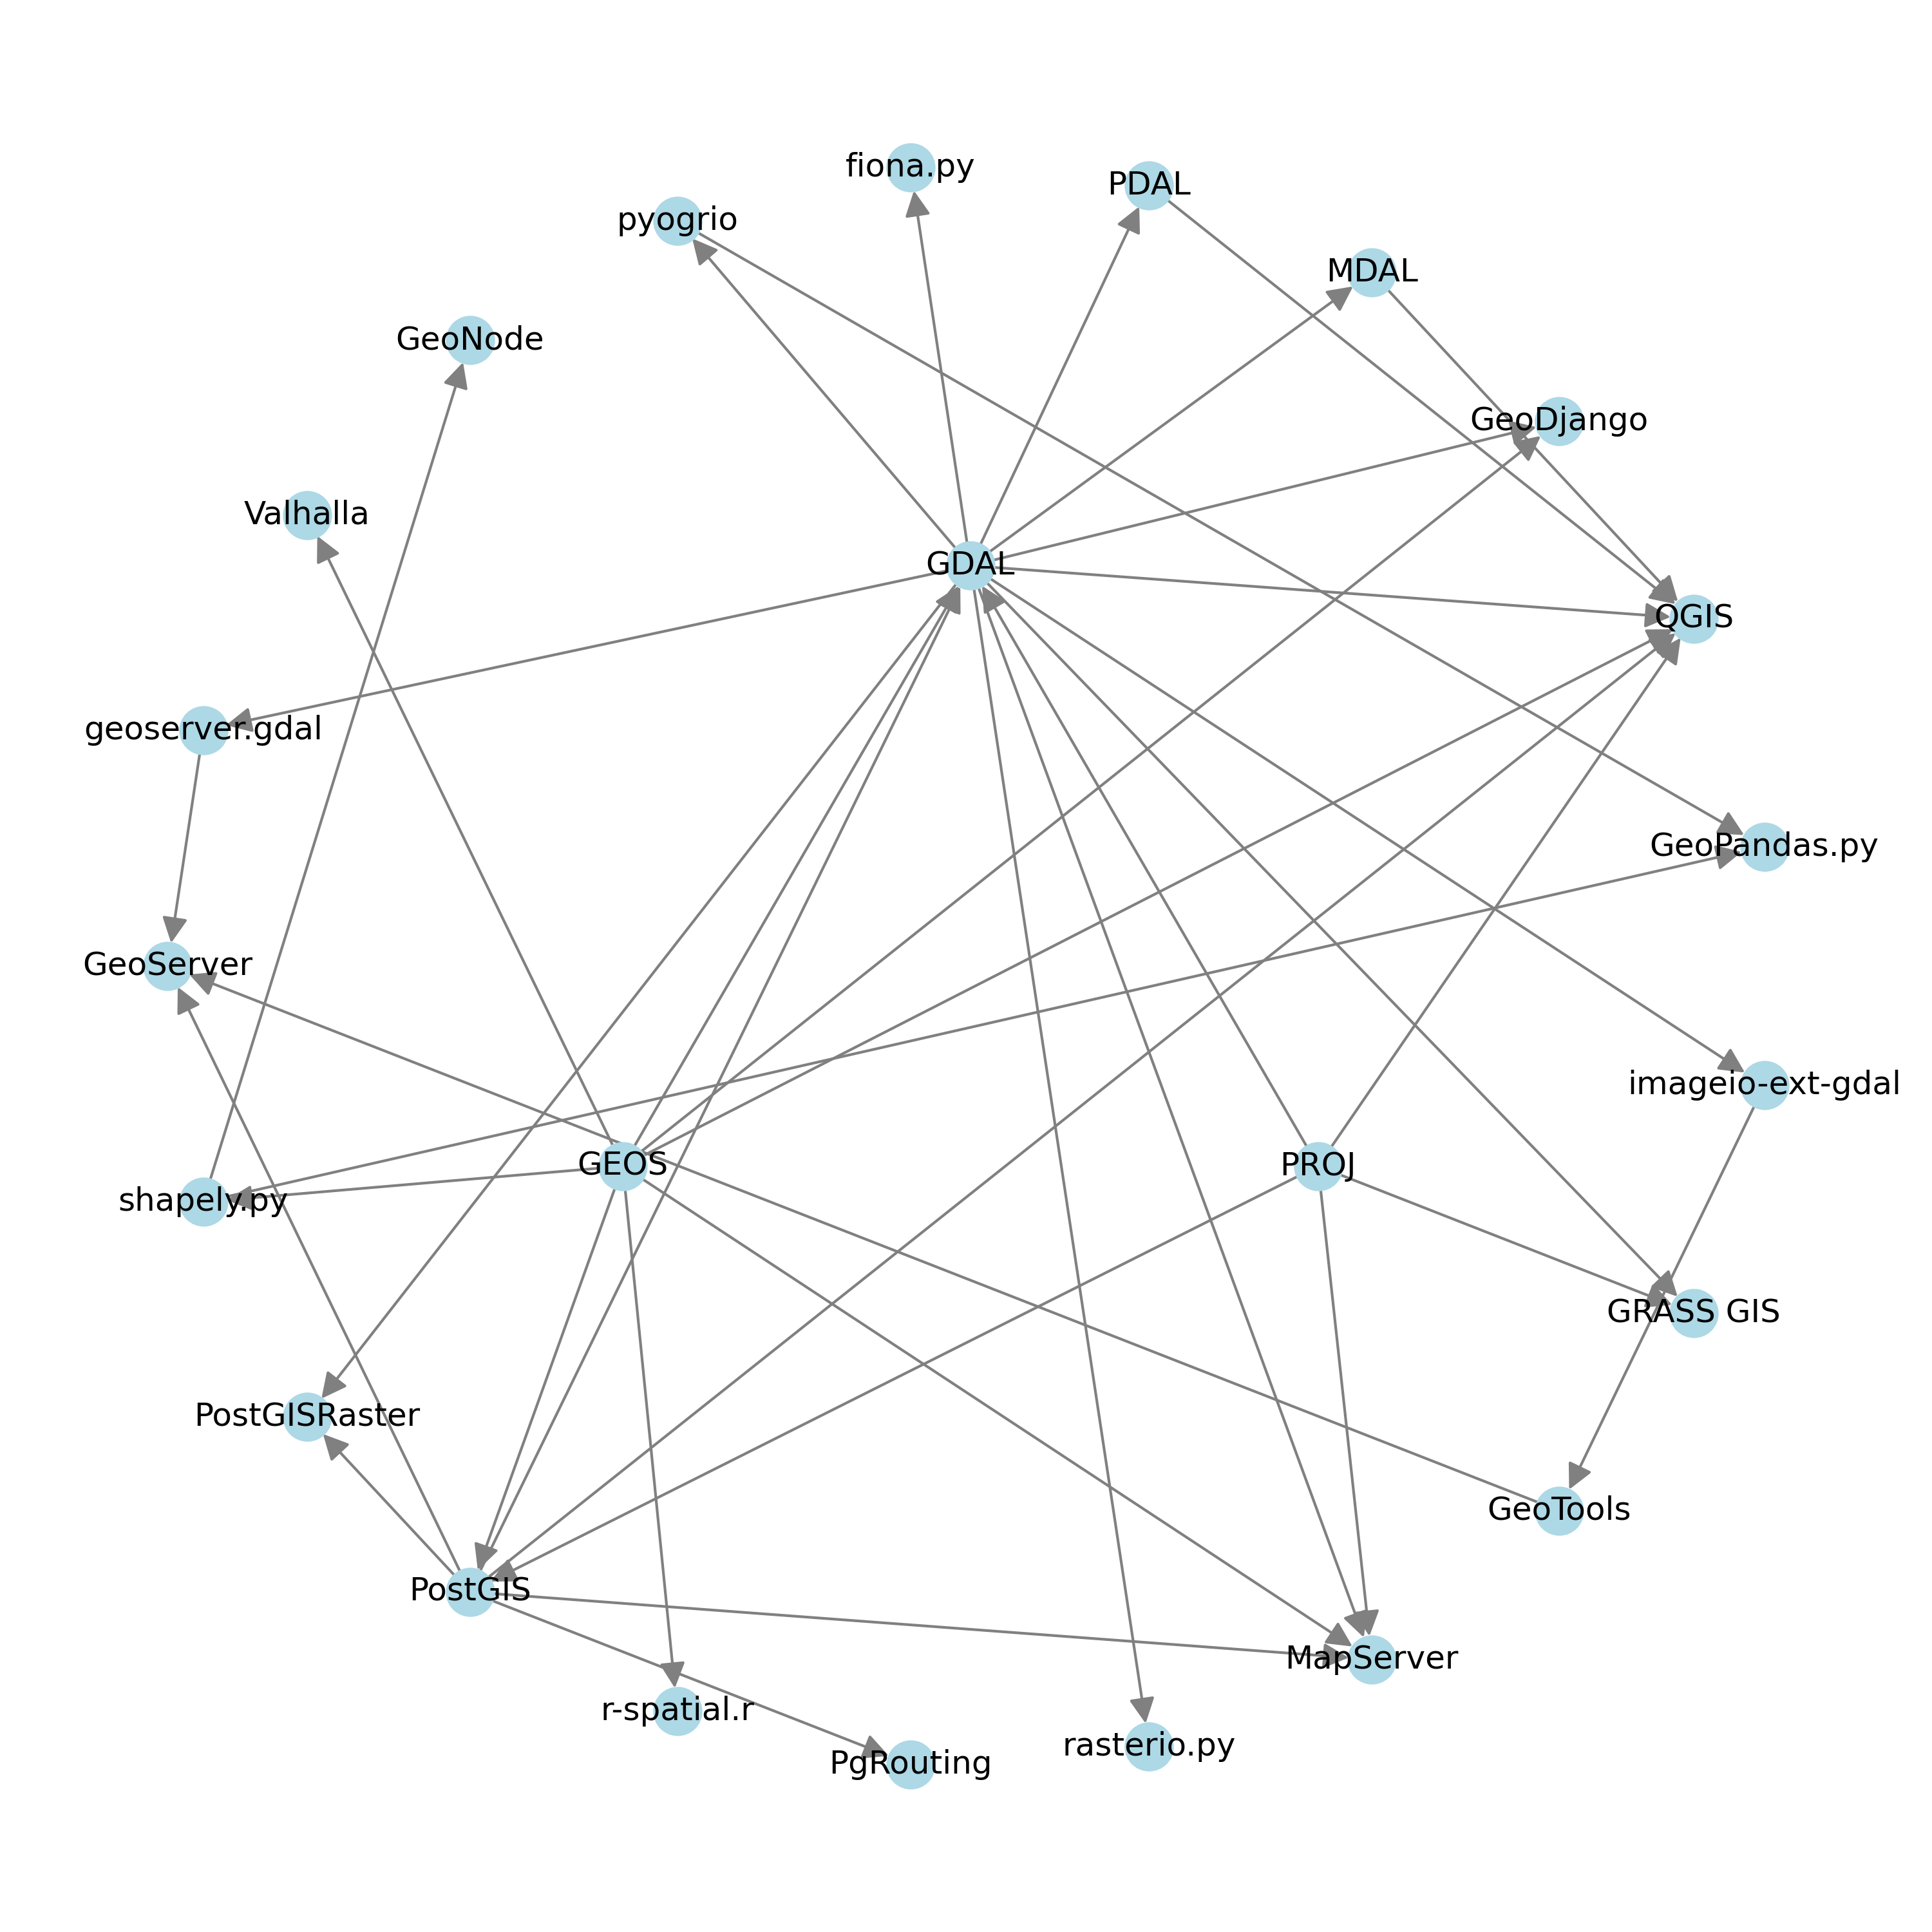 fiona.py
PDAL
pyogrio
MDAL
GeoNode
GeoDjango
Valhalla
GDAL
QGIS
geoserver.gdal
GeoPandas.py
GeoServer
imageio-ext-gdal
GEOS
PROJ
shapely.py
GRASS GIS
PostGISRaster
GeoTools
PostGIS
MapServer
r-spatial.r
rasterio.py
PgRouting